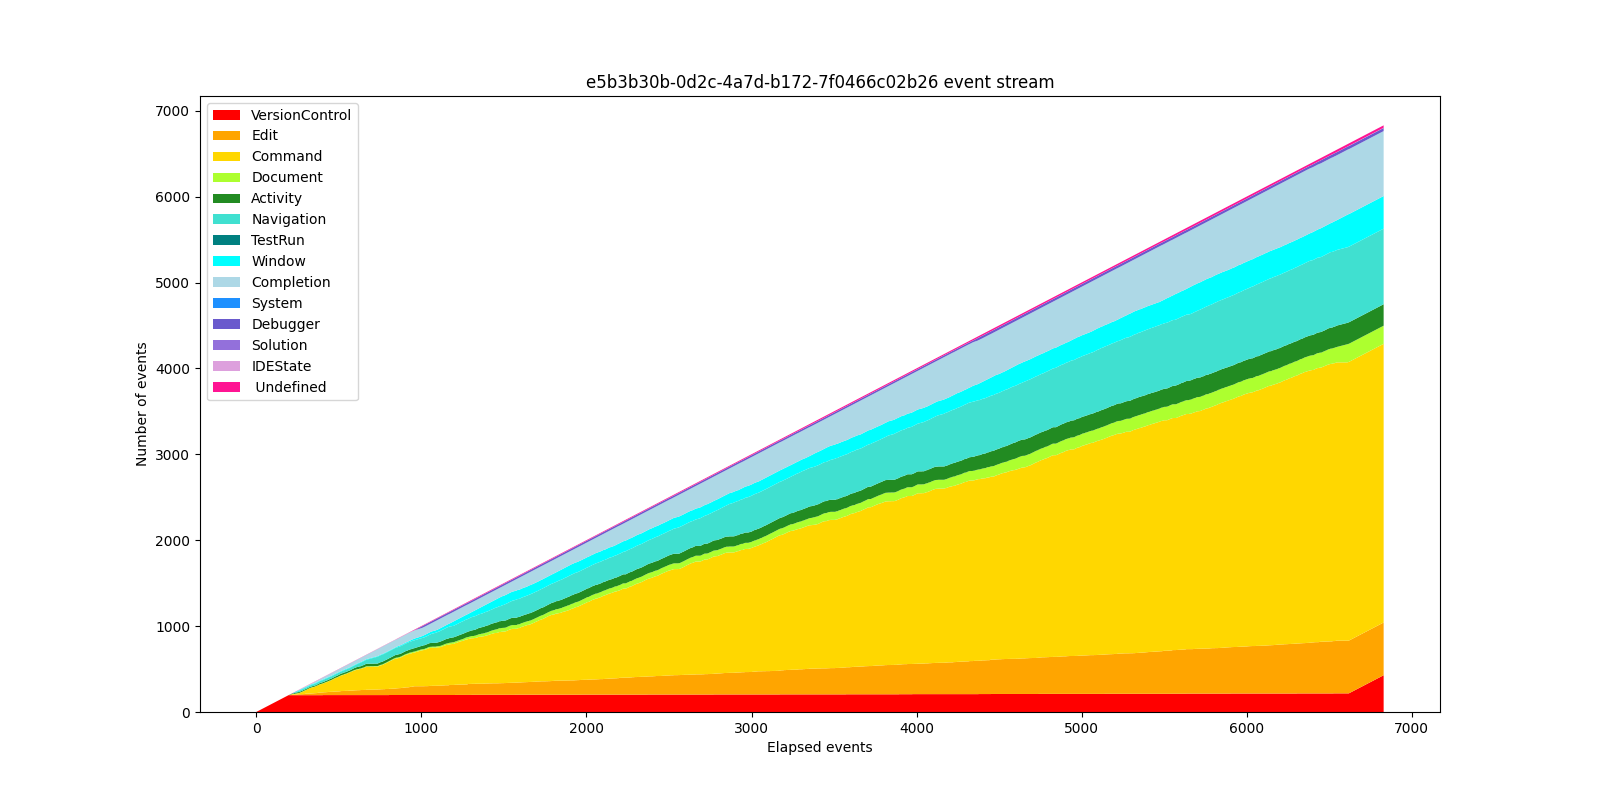 e5b3b30b-0d2c-4a7d-b172-7f0466c02b26 event stream
Number of events
7000
6000
5000
4000
3000
2000
1000
0
VersionControl
Edit
Command
Document
Activity
Navigation
TestRun
Window
Completion
System
Debugger
Solution
IDEState
Undefined
0 1000 2000 3000 4000 5000 6000 7000
Elapsed events